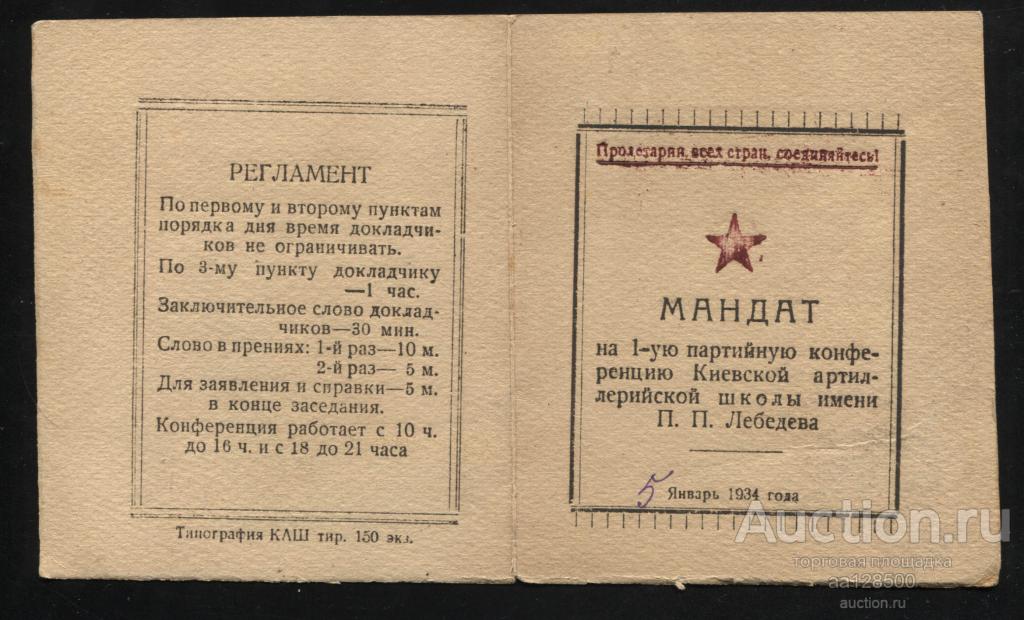 РЕГЛАМЕНТ
По первому и второму пунктам
порядка дня время докладчи-
ков не ограничивать.
По 3-му пункту докладчику
—1 час.
Заключительное слово доклад-
чиков—30 мин.
Слово в прениях: 1-й раз—10 м.
2-й раз— 5 м.
Для заявления и справки—5 м.
в конце заседания.
Конференция работает с 10 ч.
до 16 ч. и с 18 до 21 часа
Типография КАШ тир. 150 экз.
Пролетарии всех стран, соединяйтесь!
МАНДАТ
на 1-ую партийную конфе-
ренцию Киевской артил-
лерийской школы имени
П. П. Лебедева
5 Январь 1934 года
Auction.ru
торговая площадка
aa128500
auction.ru